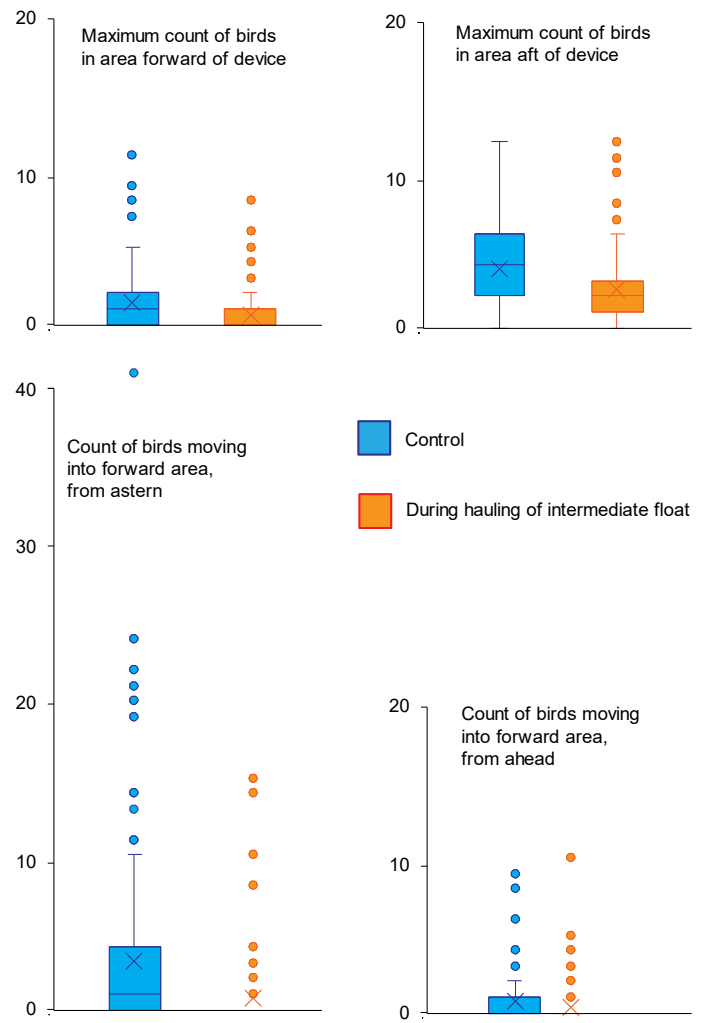 20
Maximum count of birds
in area forward of device
10
0
20
Maximum count of birds
in area aft of device
10
0
40
Count of birds moving
into forward area,
from astern
30
20
10
0
Control
During hauling of intermediate float
20
Count of birds moving
into forward area,
from ahead
10
0